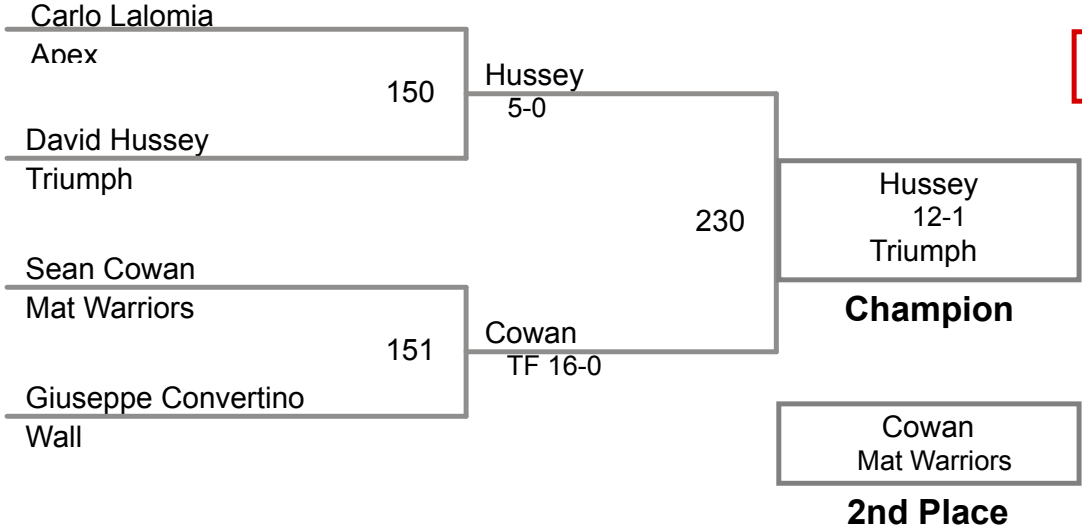 Carlo Lalomia
Apex
150
Hussey
5-0
David Hussey
Triumph
230
Hussey
12-1
Triumph
Champion
Sean Cowan
Mat Warriors
151
Cowan
TF 16-0
Giuseppe Convertino
Wall
Cowan
Mat Warriors
2nd Place